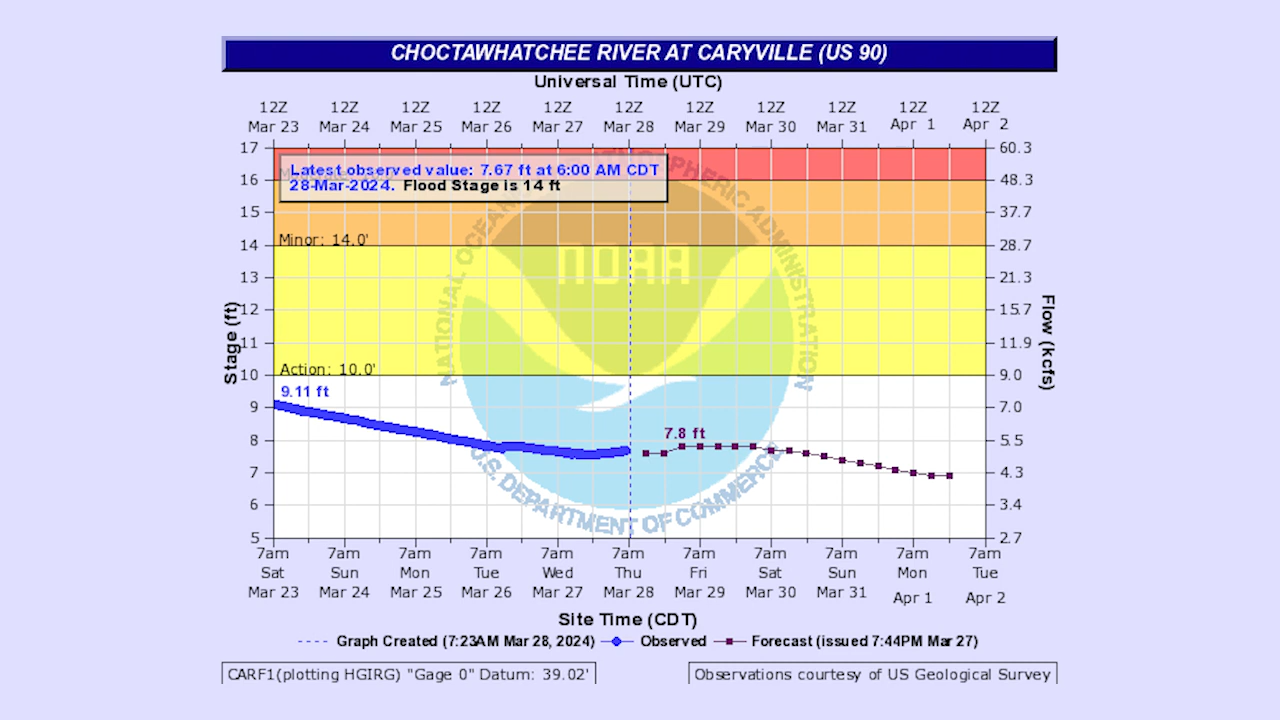 CHOCTAWHATCHEE RIVER AT CARYVILLE (US 90)
Universal Time (UTC)
12Z 12Z 12Z 12Z 12Z 12Z 12Z 12Z 12Z 12Z 12Z
Mar 23 Mar 24 Mar 25 Mar 26 Mar 27 Mar 28 Mar 29 Mar 30 Mar 31 Apr 1 Apr 2
17 60.3
Latest observed value: 7.67 ft at 6:00 AM CDT
28-Mar-2024. Flood Stage is 14 ft
16 48.3
15 37.7
Minor: 14.0'
14 28.7
13 21.3
12 15.7
11 11.9
Action: 10.0'
10 9.0
9.11 ft
9 7.0
7.8 ft
8 5.5
7 4.3
6 3.4
5 2.7
Stage (ft)
Flow (kcfs)
NATIONAL OCEANIC AND ATMOSPHERIC ADMINISTRATION
NOAA
U.S. DEPARTMENT OF COMMERCE
7am 7am 7am 7am 7am 7am 7am 7am 7am 7am 7am
Sat Sun Mon Tue Wed Thu Fri Sat Sun Mon Tue
Mar 23 Mar 24 Mar 25 Mar 26 Mar 27 Mar 28 Mar 29 Mar 30 Mar 31 Apr 1 Apr 2
Site Time (CDT)
Graph Created (7:23AM Mar 28, 2024) Observed Forecast (issued 7:44PM Mar 27)
CARF1(plotting HGIRG) "Gage 0" Datum: 39.02' Observations courtesy of US Geological Survey